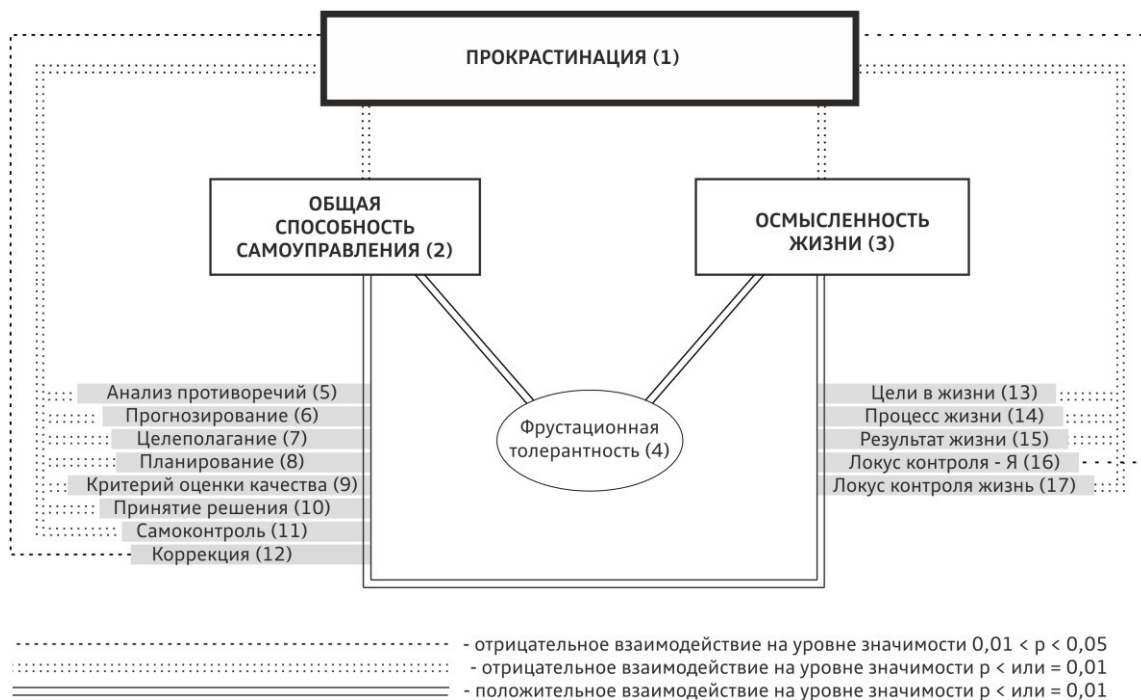 ПРОКРАСТИНАЦИЯ (1)
ОБЩАЯ
СПОСОБНОСТЬ
САМОУПРАВЛЕНИЯ (2)
ОСМЫСЛЕННОСТЬ
ЖИЗНИ (3)
Фрустационная
толерантность (4)
Анализ противоречий (5)
Прогнозирование (6)
Целеполагание (7)
Планирование (8)
Критерий оценки качества (9)
Принятие решения (10)
Самоконтроль (11)
Коррекция (12)
Цели в жизни (13)
Процесс жизни (14)
Результат жизни (15)
Локус контроля - Я (16)
Локус контроля жизнь (17)
- отрицательное взаимодействие на уровне значимости 0,01 < p < 0,05
- отрицательное взаимодействие на уровне значимости p < или = 0,01
- положительное взаимодействие на уровне значимости p < или = 0,01